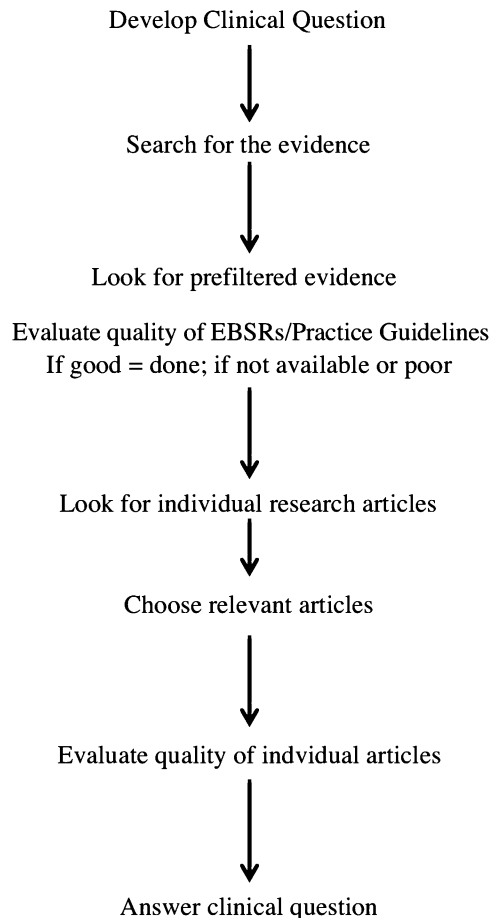 Develop Clinical Question
Search for the evidence
Look for prefiltered evidence
Evaluate quality of EBSRs/Practice Guidelines
If good = done; if not available or poor
Look for individual research articles
Choose relevant articles
Evaluate quality of indvidual articles
Answer clinical question